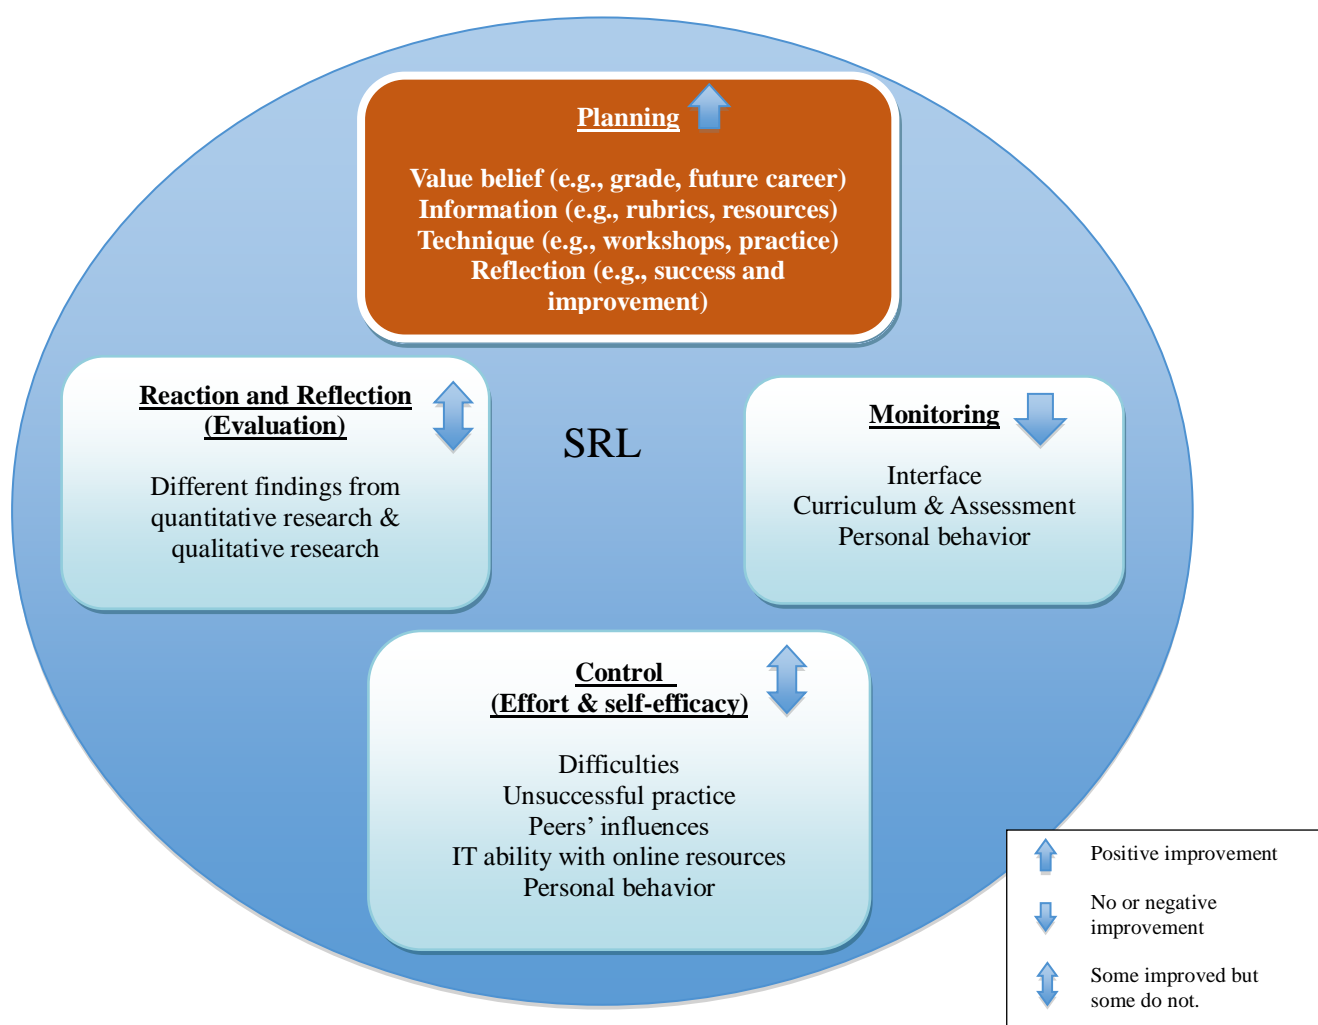 Planning
Value belief (e.g., grade, future career)
Information (e.g., rubrics, resources)
Technique (e.g., workshops, practice)
Reflection (e.g., success and
improvement)
Reaction and Reflection
(Evaluation)
Different findings from
quantitative research &
qualitative research
SRL
Monitoring
Interface
Curriculum & Assessment
Personal behavior
Control
(Effort & self-efficacy)
Difficulties
Unsuccessful practice
Peers’ influences
IT ability with online resources
Personal behavior
Positive improvement
No or negative
improvement
Some improved but
some do not.